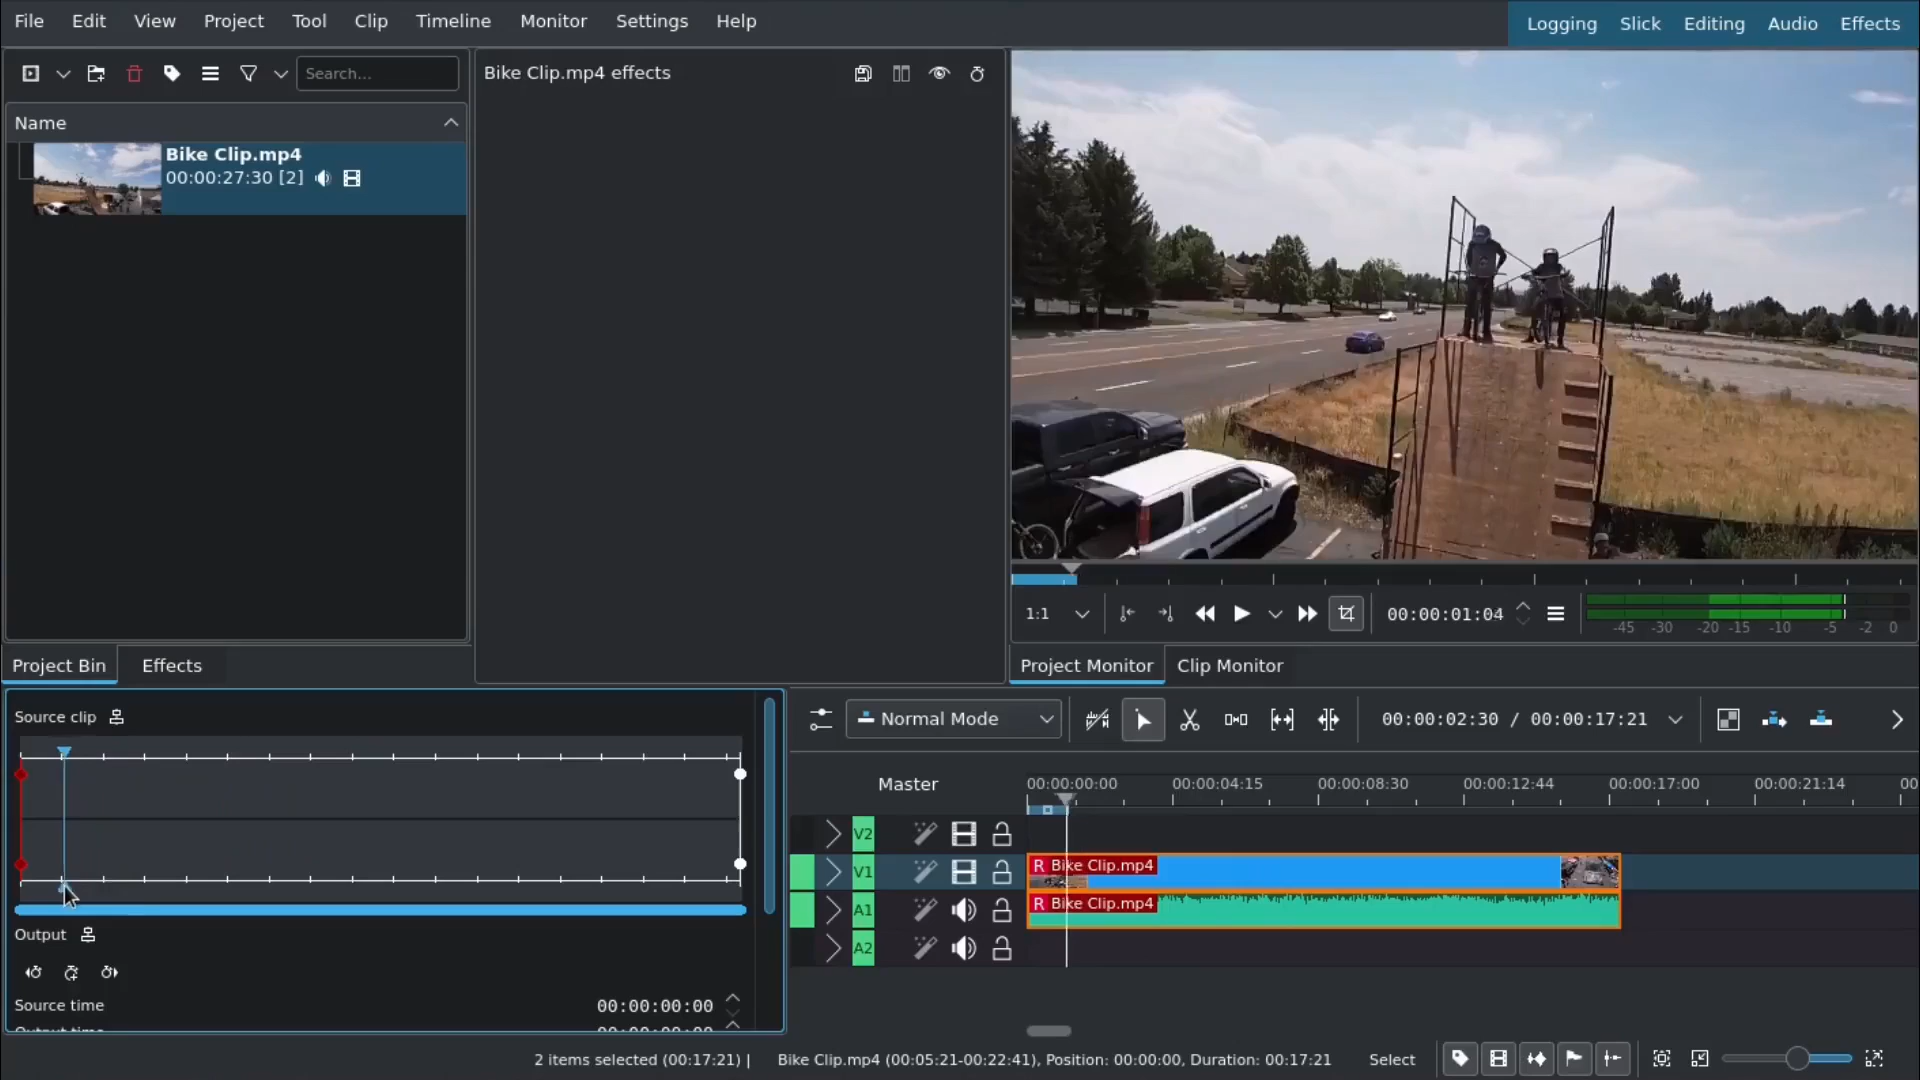 File Edit View Project Tool Clip Timeline Monitor Settings Help
Logging Slick Editing Audio Effects
Search...
Bike Clip.mp4 effects
Name
Bike Clip.mp4
00:00:27:30 [2]
1:1
00:00:01:04
-45 -30 -20 -15 -10 -5 -2 0
Project Bin Effects
Project Monitor Clip Monitor
Source clip
Normal Mode
00:00:02:30 / 00:00:17:21
Master
00:00:00:00 00:00:04:15 00:00:08:30 00:00:12:44 00:00:17:00 00:00:21:14 00
V2
V1
R Bike Clip.mp4
A1
R Bike Clip.mp4
A2
Output
Source time 00:00:00:00
Output time 00:00:00:00
2 items selected (00:17:21) | Bike Clip.mp4 (00:05:21-00:22:41), Position: 00:00:00, Duration: 00:17:21 Select